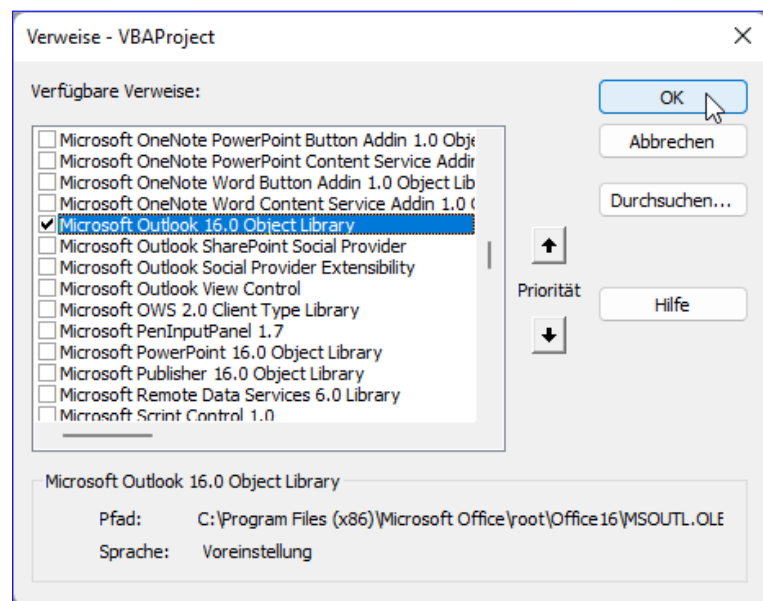 Verweise - VBAProject
Verfügbare Verweise:
OK
Abbrechen
Durchsuchen...
Priorität
Hilfe
Microsoft OneNote PowerPoint Button Addin 1.0 Obje
Microsoft OneNote PowerPoint Content Service Addir
Microsoft OneNote Word Button Addin 1.0 Object Lib
Microsoft OneNote Word Content Service Addin 1.0 (
Microsoft Outlook 16.0 Object Library
Microsoft Outlook SharePoint Social Provider
Microsoft Outlook Social Provider Extensibility
Microsoft Outlook View Control
Microsoft OWS 2.0 Client Type Library
Microsoft PenInputPanel 1.7
Microsoft PowerPoint 16.0 Object Library
Microsoft Publisher 16.0 Object Library
Microsoft Remote Data Services 6.0 Library
Microsoft Script Control 1.0
Microsoft Outlook 16.0 Object Library
Pfad: C:\Program Files (x86)\Microsoft Office\root\Office16\MSOUTL.OLE
Sprache: Voreinstellung